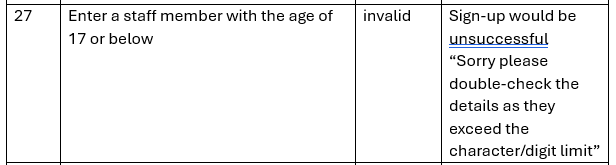 27 Enter a staff member with the age of invalid Sign-up would be
17 or below unsuccessful
“Sorry please
double-check the
details as they
exceed the
character/digit limit”